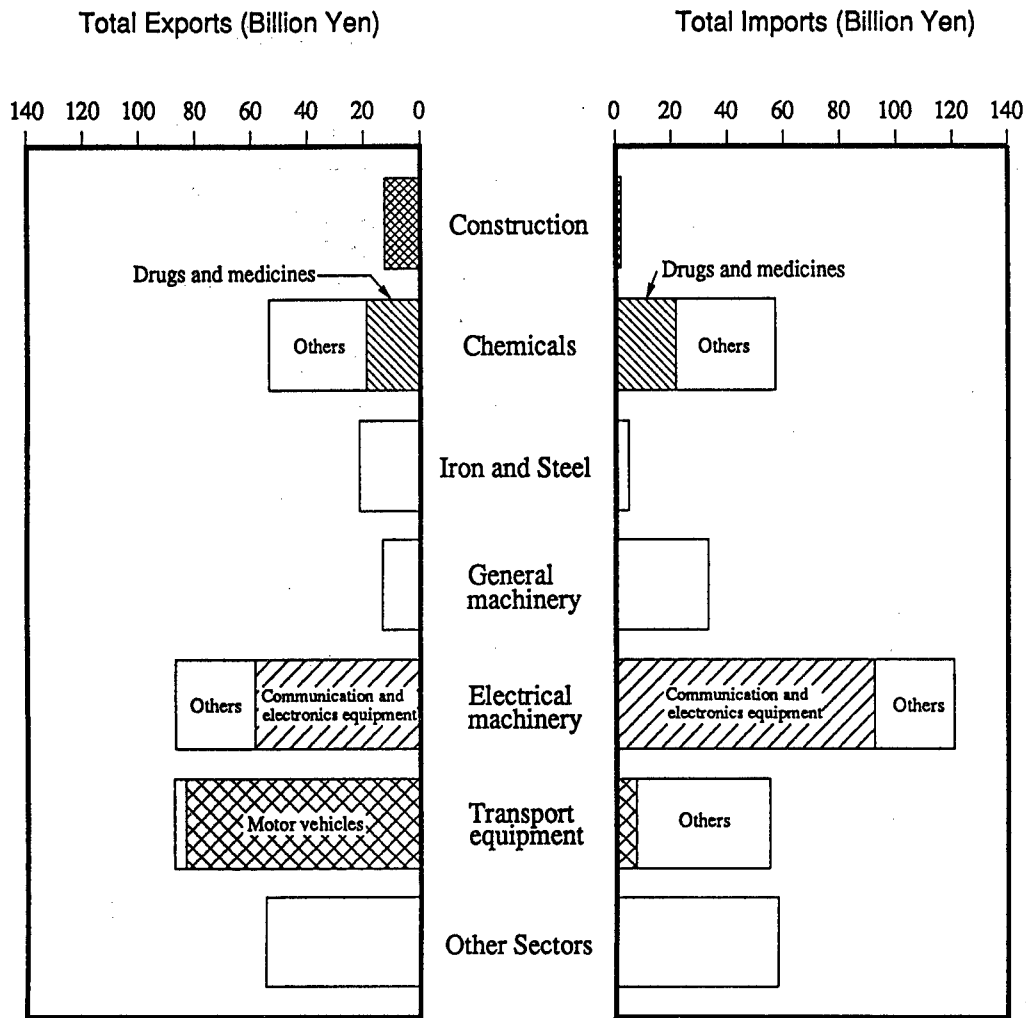 Total Exports (Billion Yen)
Total Imports (Billion Yen)
140 120 100 80 60 40 20 0
0 20 40 60 80 100 120 140
Construction
Drugs and medicines
Drugs and medicines
Others
Chemicals
Others
Iron and Steel
General
machinery
Others
Communication and
electronics equipment
Electrical
machinery
Communication and
electronics equipment
Others
Motor vehicles
Transport
equipment
Others
Other Sectors